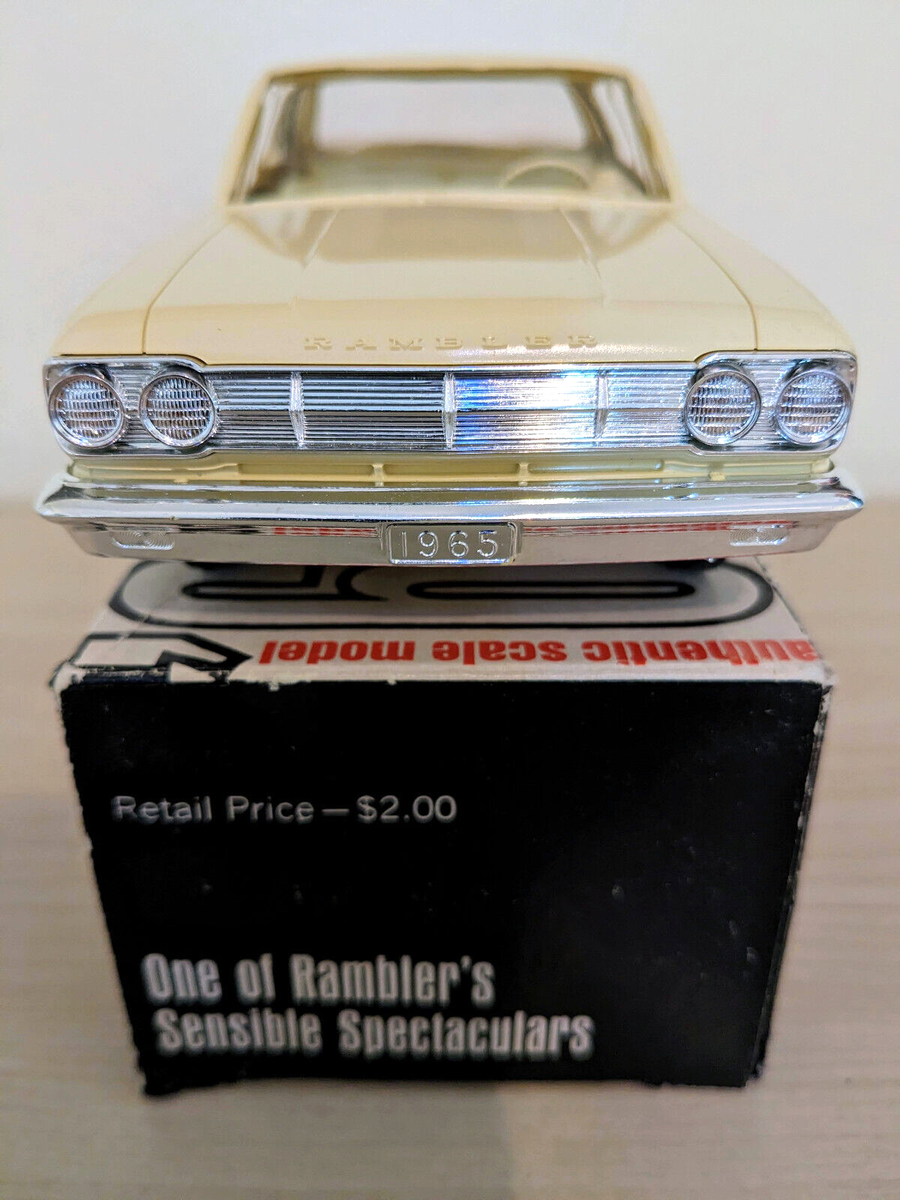 RAMBLER
1965
authentic scale model
Retail Price — $2.00
One of Rambler's
Sensible Spectaculars